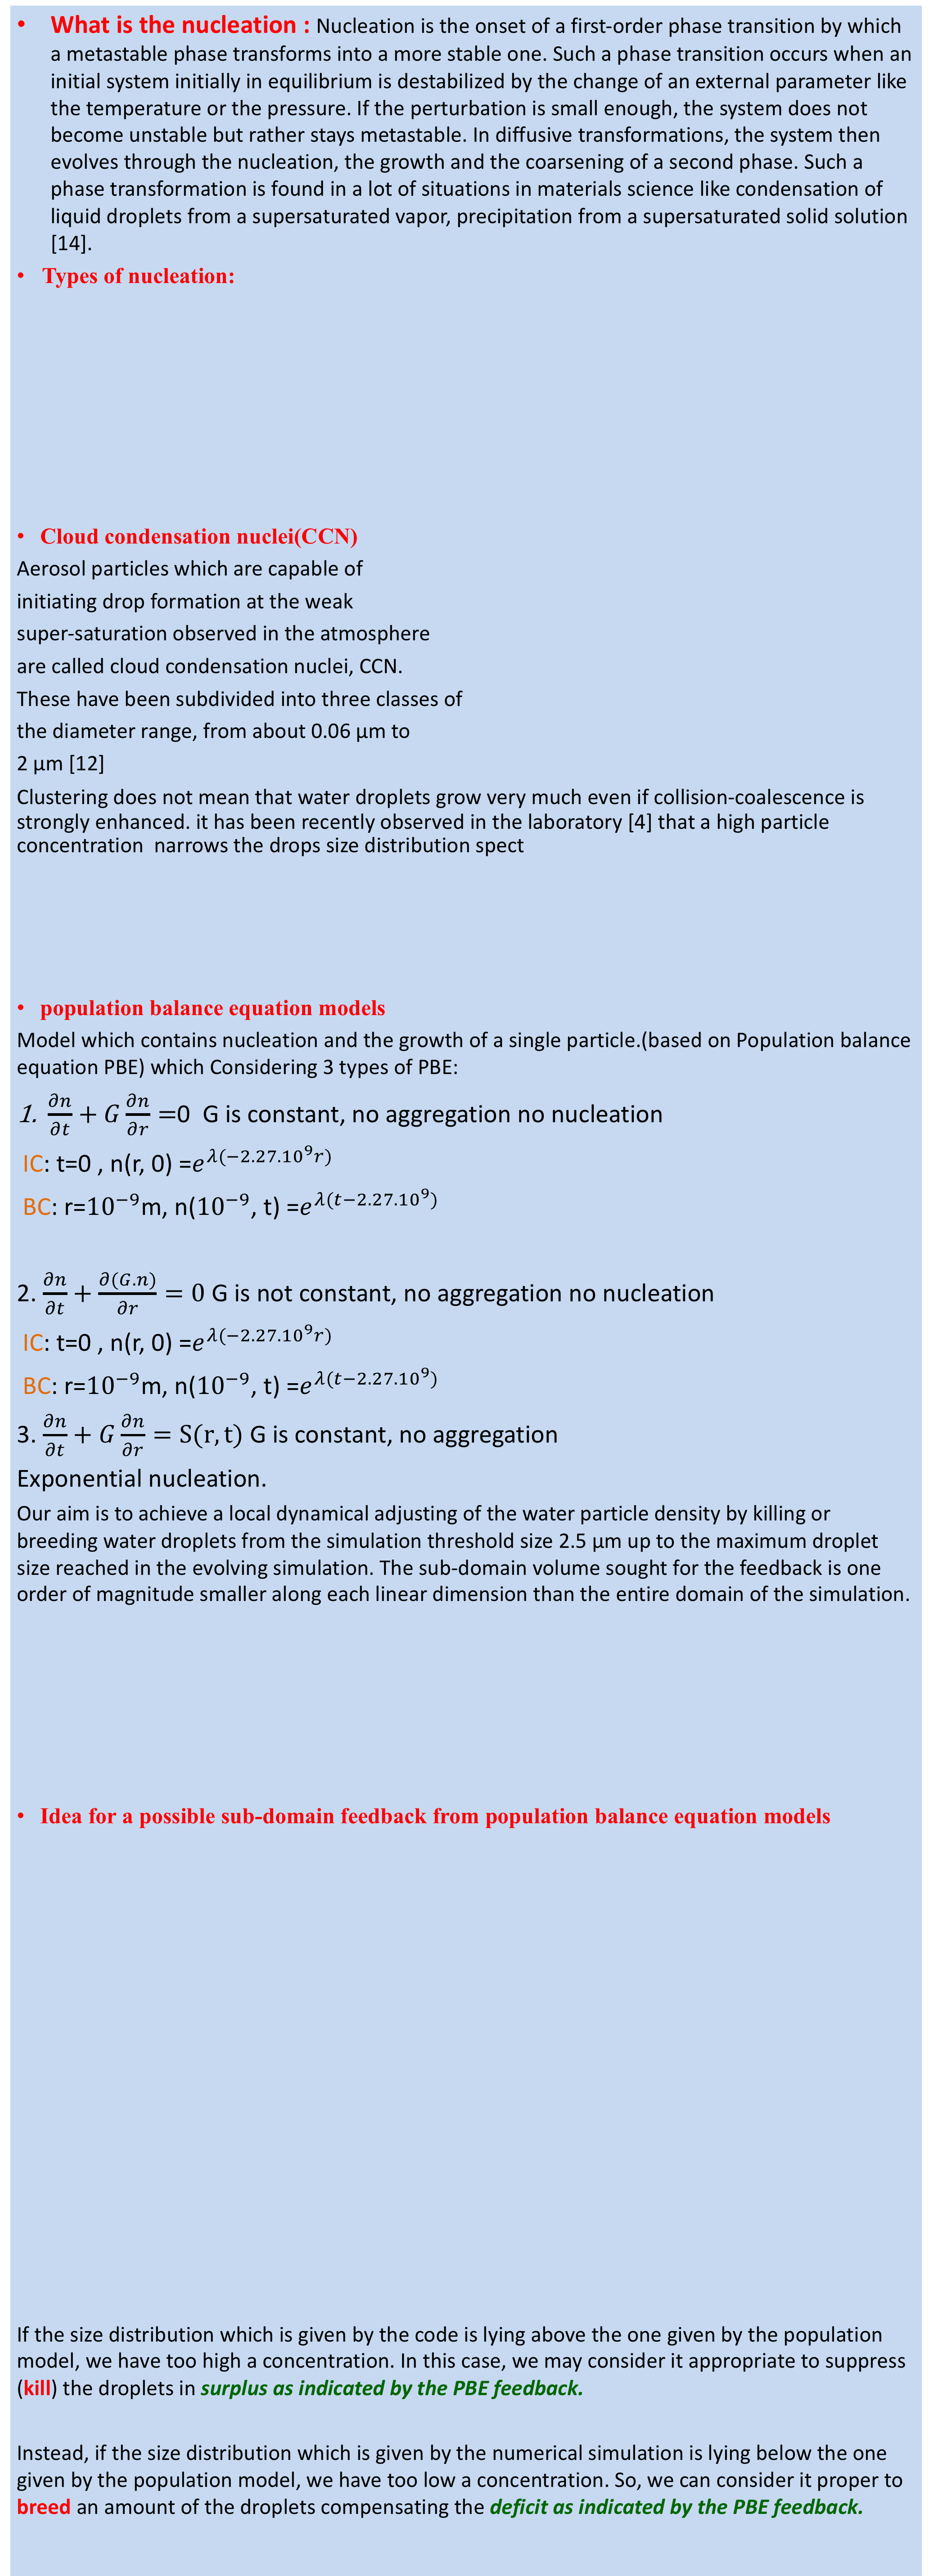 • What is the nucleation : Nucleation is the onset of a first-order phase transition by which
a metastable phase transforms into a more stable one. Such a phase transition occurs when an
initial system initially in equilibrium is destabilized by the change of an external parameter like
the temperature or the pressure. If the perturbation is small enough, the system does not
become unstable but rather stays metastable. In diffusive transformations, the system then
evolves through the nucleation, the growth and the coarsening of a second phase. Such a
phase transformation is found in a lot of situations in materials science like condensation of
liquid droplets from a supersaturated vapor, precipitation from a supersaturated solid solution
[14].
• Types of nucleation:
• Cloud condensation nuclei(CCN)
Aerosol particles which are capable of
initiating drop formation at the weak
super-saturation observed in the atmosphere
are called cloud condensation nuclei, CCN.
These have been subdivided into three classes of
the diameter range, from about 0.06 µm to
2 µm [12]
Clustering does not mean that water droplets grow very much even if collision-coalescence is
strongly enhanced. it has been recently observed in the laboratory [4] that a high particle
concentration narrows the drops size distribution spect
• population balance equation models
Model which contains nucleation and the growth of a single particle.(based on Population balance
equation PBE) which Considering 3 types of PBE:
1. ∂n/∂t + G ∂n/∂r =0 G is constant, no aggregation no nucleation
IC: t=0 , n(r, 0) =e^λ(−2.27.10^9r)
BC: r=10^−9m, n(10^−9, t) =e^λ(t−2.27.10^9)
2. ∂n/∂t + ∂(G.n)/∂r = 0 G is not constant, no aggregation no nucleation
IC: t=0 , n(r, 0) =e^λ(−2.27.10^9r)
BC: r=10^−9m, n(10^−9, t) =e^λ(t−2.27.10^9)
3. ∂n/∂t + G ∂n/∂r = S(r, t) G is constant, no aggregation
Exponential nucleation.
Our aim is to achieve a local dynamical adjusting of the water particle density by killing or
breeding water droplets from the simulation threshold size 2.5 µm up to the maximum droplet
size reached in the evolving simulation. The sub-domain volume sought for the feedback is one
order of magnitude smaller along each linear dimension than the entire domain of the simulation.
• Idea for a possible sub-domain feedback from population balance equation models
If the size distribution which is given by the code is lying above the one given by the population
model, we have too high a concentration. In this case, we may consider it appropriate to suppress
(kill) the droplets in surplus as indicated by the PBE feedback.
Instead, if the size distribution which is given by the numerical simulation is lying below the one
given by the population model, we have too low a concentration. So, we can consider it proper to
breed an amount of the droplets compensating the deficit as indicated by the PBE feedback.